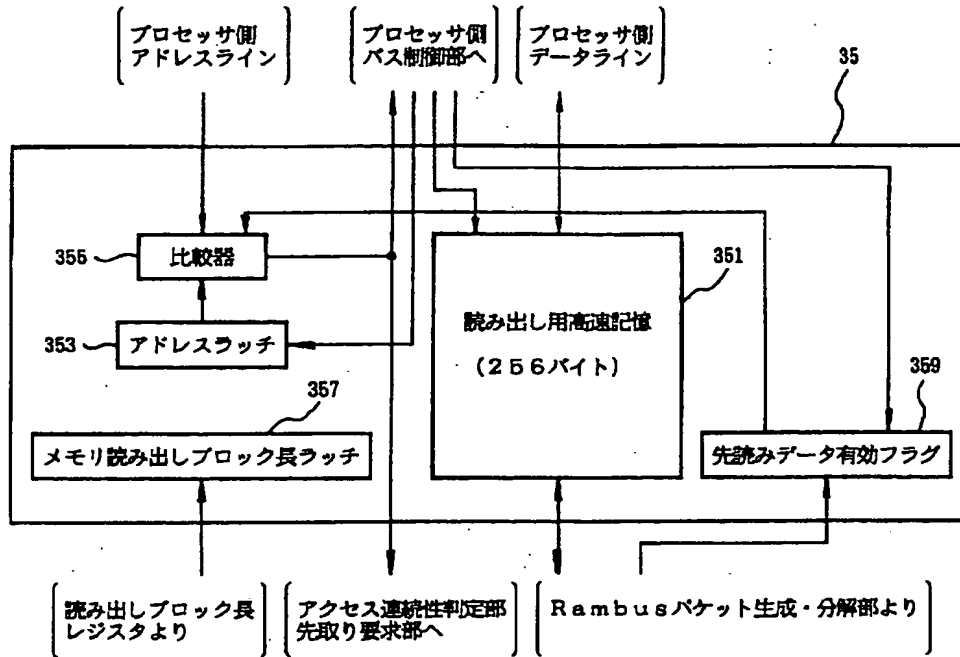 プロセッサ側
アドレスライン
プロセッサ側
バス制御部へ
プロセッサ側
データライン
35
355
比較器
353
アドレスラッチ
357
メモリ読み出しブロック長ラッチ
351
読み出し用高速記憶
(256バイト)
359
先読みデータ有効フラグ
読み出しブロック長
レジスタより
アクセス連続性判定部
先取り要求部へ
Rambusパケット生成・分解部より